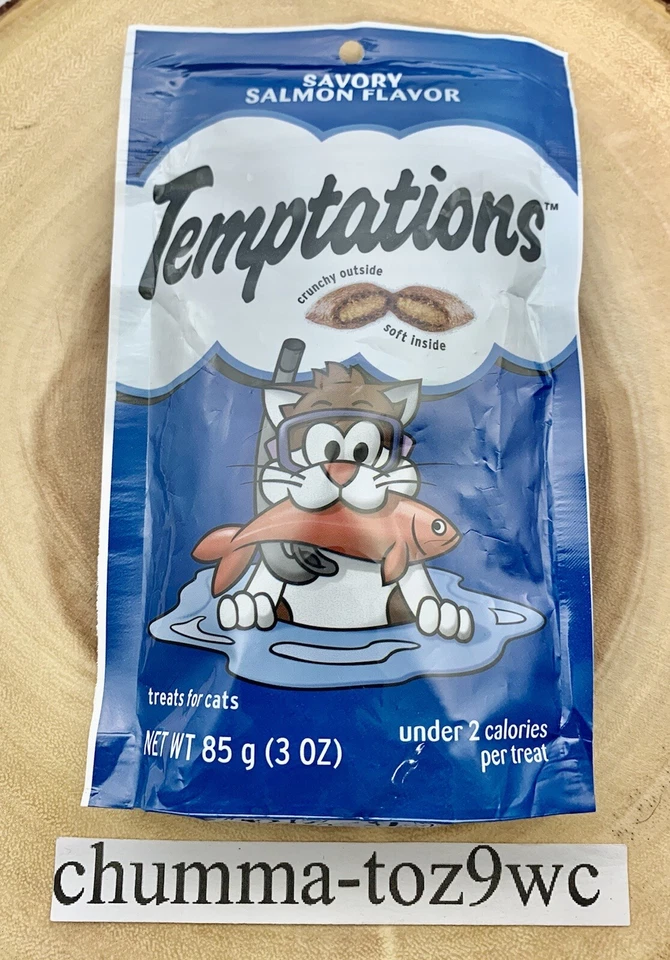 SAVORY
SALMON FLAVOR
Temptations™
crunchy outside
soft inside
treats for cats
NET WT 85 g (3 OZ)
under 2 calories
per treat
chumma-toz9wc